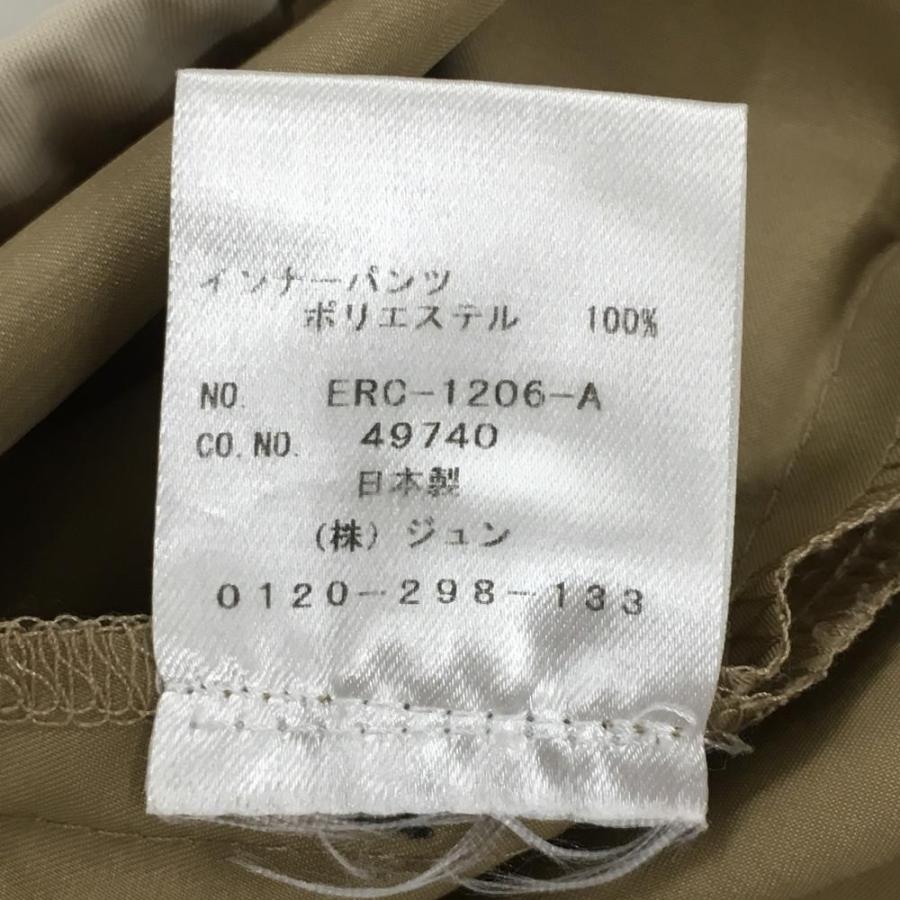 インナーパンツ
ポリエステル 100%
NO. ERC-1206-A
CO.NO. 49740
日本製
(株)ジュン
0120-298-133